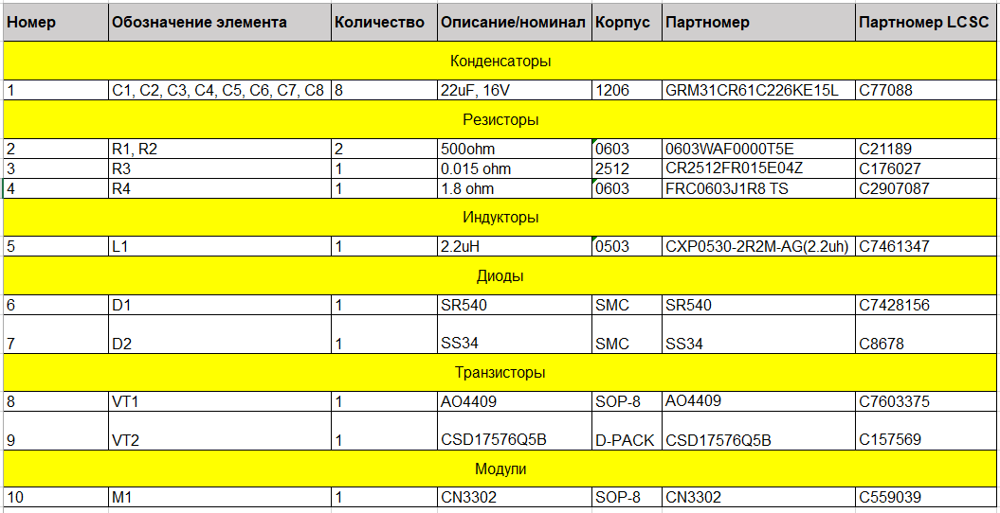 Номер Обозначение элемента Количество Описание/номинал Корпус Партномер Партномер LCSC
Конденсаторы
1 C1, C2, C3, C4, C5, C6, C7, C8 8 22uF, 16V 1206 GRM31CR61C226KE15L C77088
Резисторы
2 R1, R2 2 500ohm 0603 0603WAF0000T5E C21189
3 R3 1 0.015 ohm 2512 CR2512FR015E04Z C176027
4 R4 1 1.8 ohm 0603 FRC0603J1R8 TS C2907087
Индукторы
5 L1 1 2.2uH 0503 CXP0530-2R2M-AG(2.2uh) C7461347
Диоды
6 D1 1 SR540 SMC SR540 C7428156
7 D2 1 SS34 SMC SS34 C8678
Транзисторы
8 VT1 1 AO4409 SOP-8 AO4409 C7603375
9 VT2 1 CSD17576Q5B D-PACK CSD17576Q5B C157569
Модули
10 M1 1 CN3302 SOP-8 CN3302 C559039